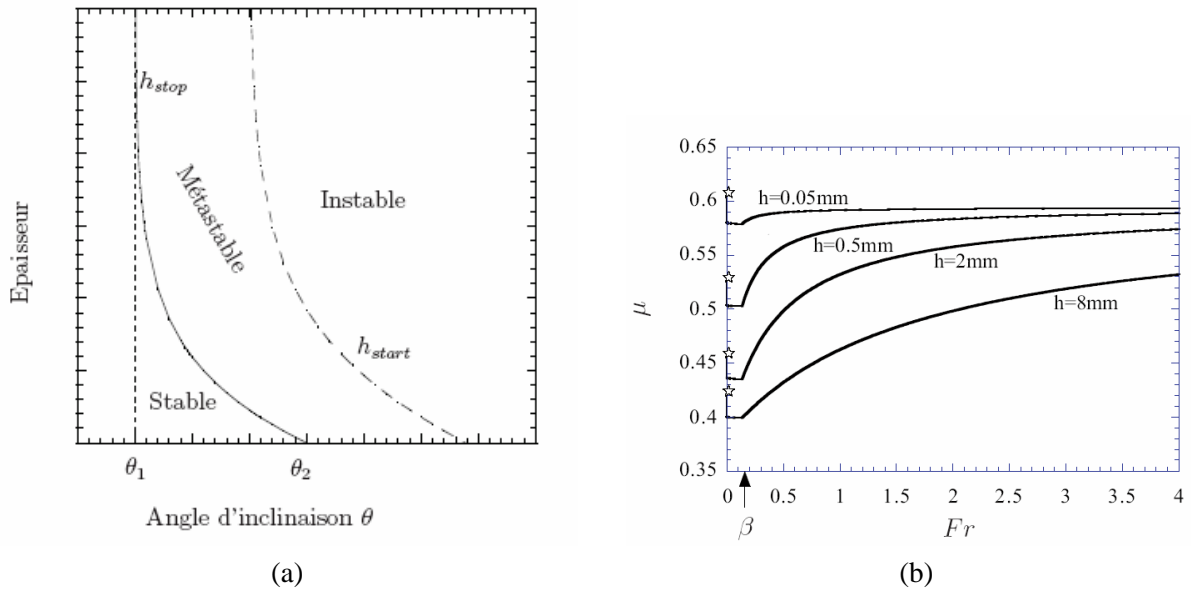 h_stop
Métastable
Instable
Epaisseur
h_start
Stable
θ₁
θ₂
Angle d'inclinaison θ
(a)
0.65
0.6
0.55
0.5
0.45
0.4
0.35
μ
h=0.05mm
h=0.5mm
h=2mm
h=8mm
0 0.5 1 1.5 2 2.5 3 3.5 4
β
Fr
(b)